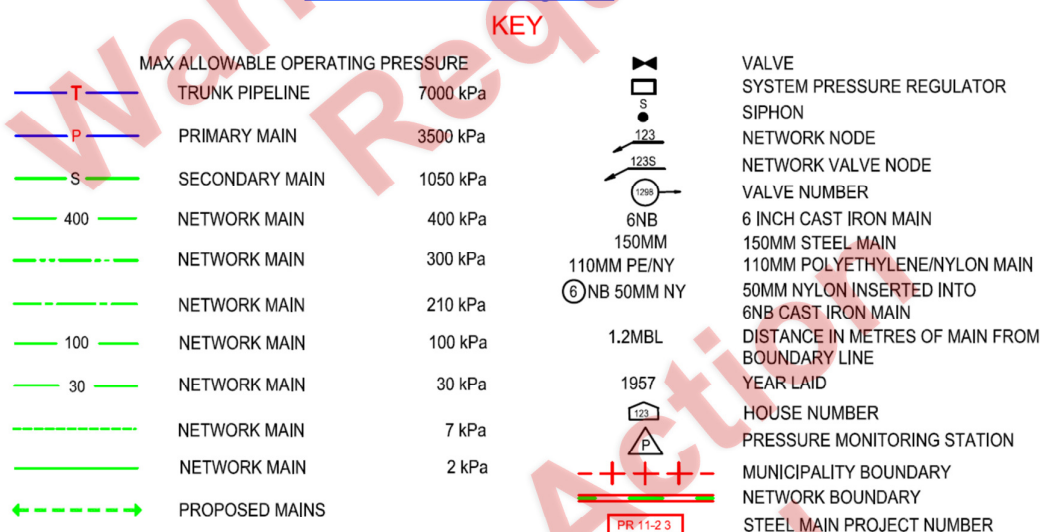 KEY
MAX ALLOWABLE OPERATING PRESSURE
T TRUNK PIPELINE 7000 kPa
P PRIMARY MAIN 3500 kPa
S SECONDARY MAIN 1050 kPa
400 NETWORK MAIN 400 kPa
NETWORK MAIN 300 kPa
NETWORK MAIN 210 kPa
100 NETWORK MAIN 100 kPa
30 NETWORK MAIN 30 kPa
NETWORK MAIN 7 kPa
NETWORK MAIN 2 kPa
PROPOSED MAINS
VALVE
SYSTEM PRESSURE REGULATOR
S SIPHON
123 NETWORK NODE
123S NETWORK VALVE NODE
1298 VALVE NUMBER
6NB 6 INCH CAST IRON MAIN
150MM 150MM STEEL MAIN
110MM PE/NY 110MM POLYETHYLENE/NYLON MAIN
6 NB 50MM NY 50MM NYLON INSERTED INTO
6NB CAST IRON MAIN
1.2MBL DISTANCE IN METRES OF MAIN FROM
BOUNDARY LINE
1957 YEAR LAID
123 HOUSE NUMBER
P PRESSURE MONITORING STATION
MUNICIPALITY BOUNDARY
NETWORK BOUNDARY
PR 11-2 3 STEEL MAIN PROJECT NUMBER
Action